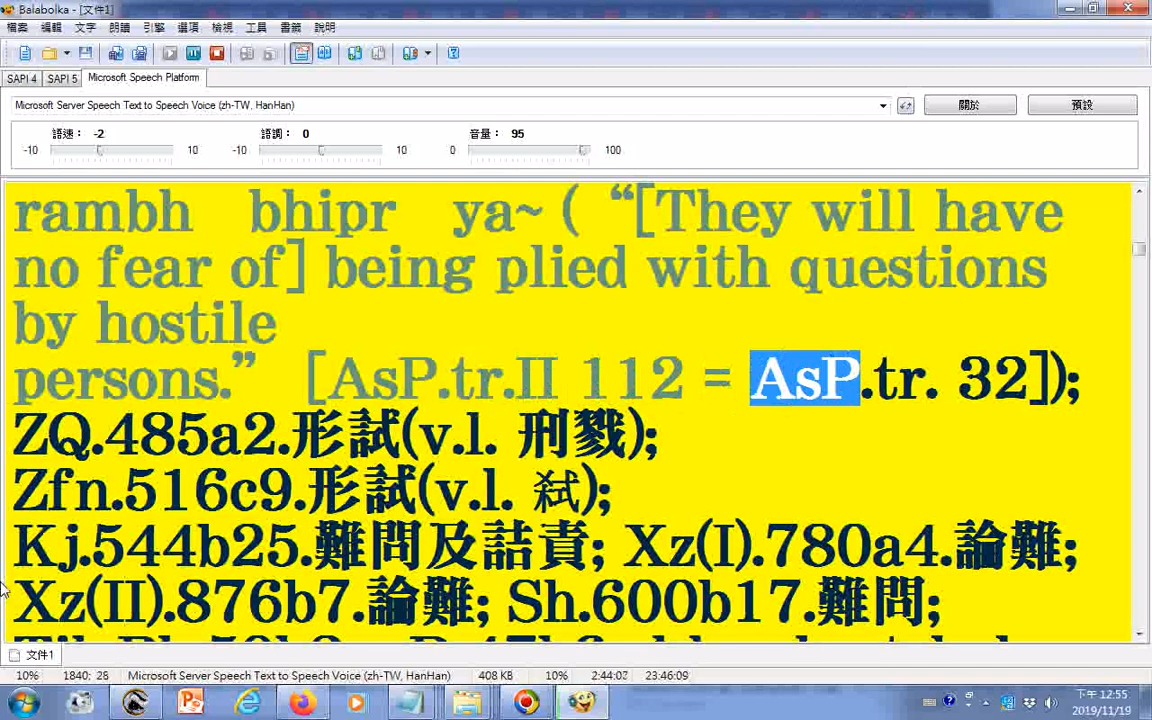 Balabolka - [文件1]
檔案 編輯 文字 朗讀 引擎 選項 檢視 工具 書籤 說明
SAPI 4 SAPI 5 Microsoft Speech Platform
Microsoft Server Speech Text to Speech Voice (zh-TW, HanHan) 關於 預設
語速： -2 語調： 0 音量： 95
-10 10 -10 10 0 100
rambh bhipr ya~ ( “[They will have
no fear of] being plied with questions
by hostile
persons.” [AsP.tr.II 112 = AsP.tr. 32]);
ZQ.485a2.形試(v.l. 刑戮);
Zfn.516c9.形試(v.l. 弑);
Kj.544b25.難問及詰責; Xz(I).780a4.論難;
Xz(II).876b7.論難; Sh.600b17.難問;
文件1
10% 1840; 28 Microsoft Server Speech Text to Speech Voice (zh-TW, HanHan) 408 KB 10% 2:44:07 23:46:09
下午 12:55
2019/11/19